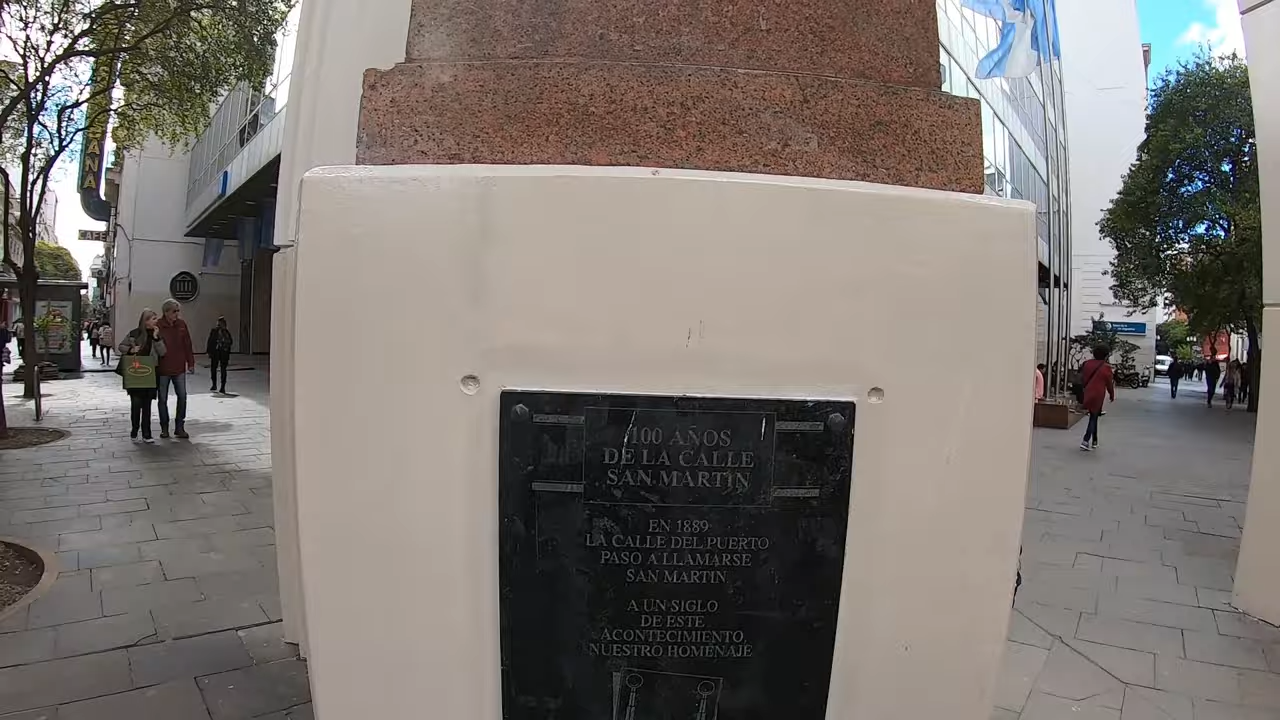 100 AÑOS
DE LA CALLE
SAN MARTIN
EN 1889
LA CALLE DEL PUERTO
PASO A LLAMARSE
SAN MARTIN
A UN SIGLO
DE ESTE
ACONTECIMIENTO,
NUESTRO HOMENAJE
CAFE